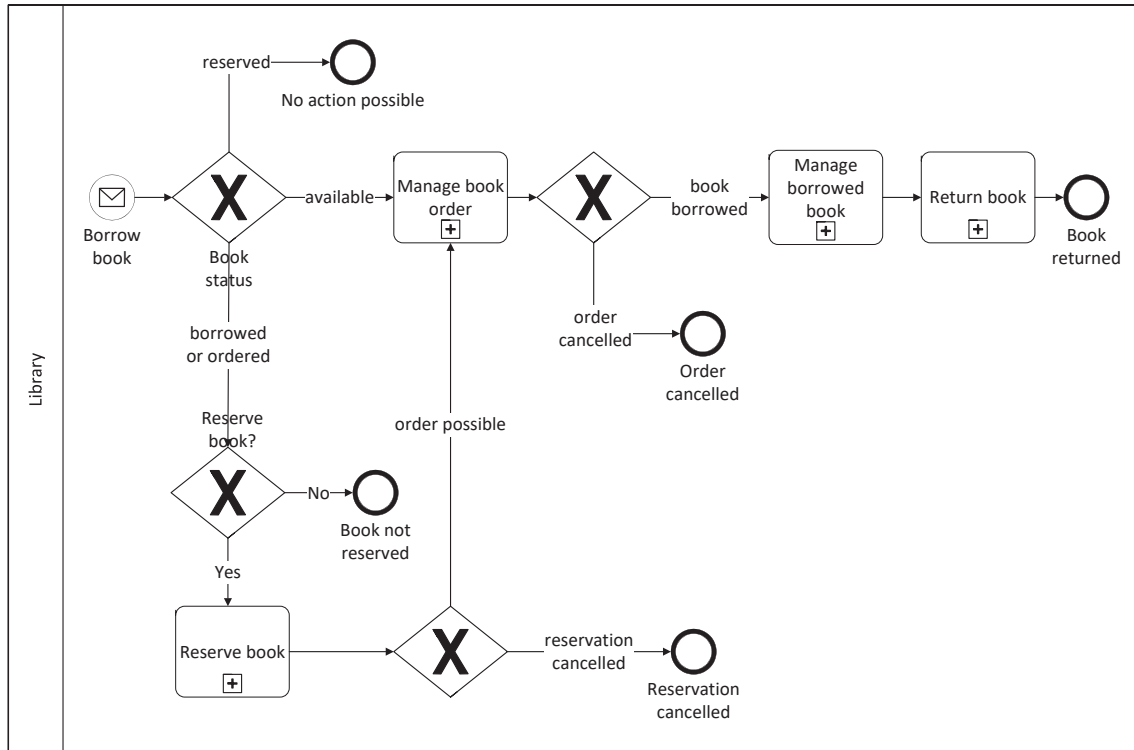 reserved
No action possible
Borrow
book
Book
status
available
Manage book
order
book
borrowed
Manage
borrowed
book
Return book
Book
returned
order
cancelled
Order
cancelled
borrowed
or ordered
Library
Reserve
book?
order possible
No
Book not
reserved
Yes
Reserve book
reservation
cancelled
Reservation
cancelled